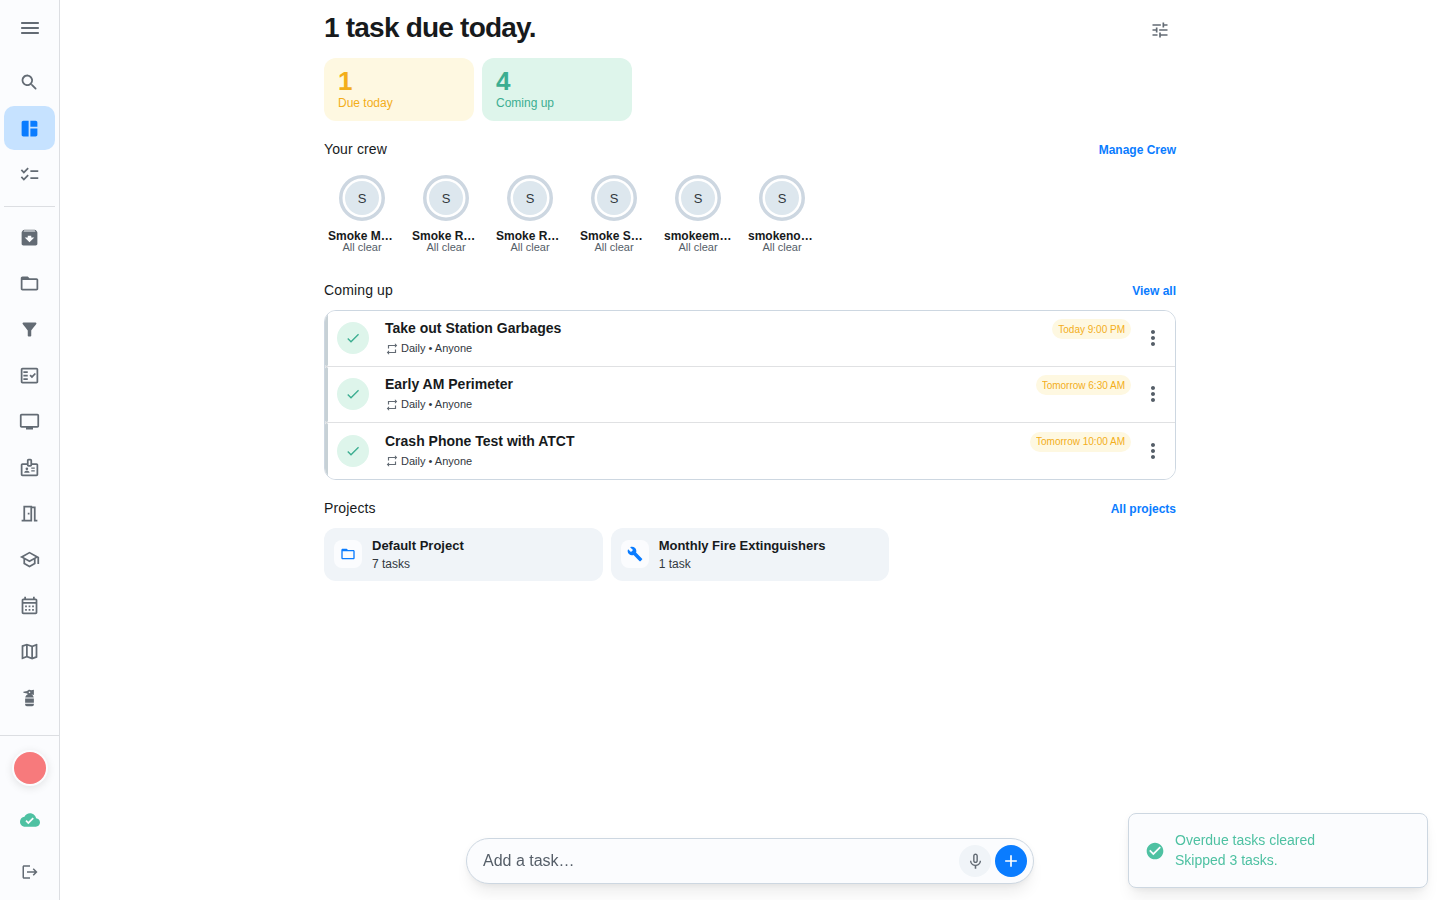 1 task due today.
1
Due today
4
Coming up
Your crew
Manage Crew
S
S
S
S
S
S
Smoke M…
Smoke R…
Smoke R…
Smoke S…
smokeem…
smokeno…
All clear
All clear
All clear
All clear
All clear
All clear
Coming up
View all
Take out Station Garbages
Today 9:00 PM
Daily • Anyone
Early AM Perimeter
Tomorrow 6:30 AM
Daily • Anyone
Crash Phone Test with ATCT
Tomorrow 10:00 AM
Daily • Anyone
Projects
All projects
Default Project
7 tasks
Monthly Fire Extinguishers
1 task
Add a task…
Overdue tasks cleared
Skipped 3 tasks.